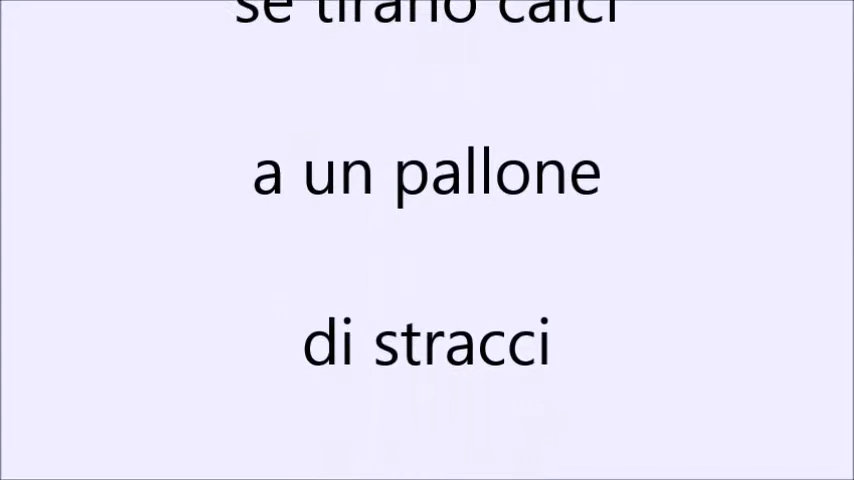 se tirano calci
a un pallone
di stracci